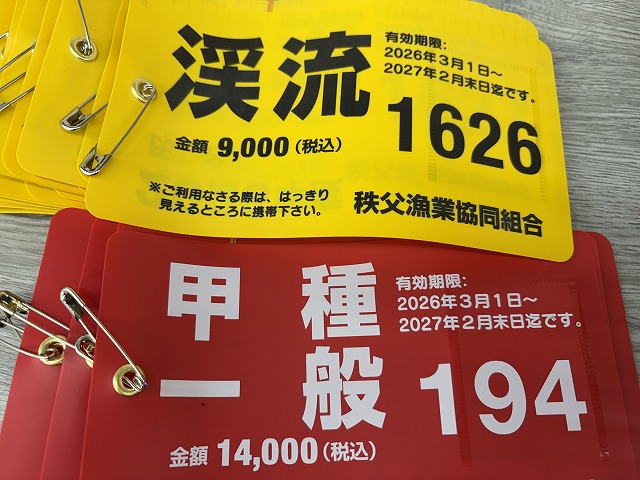 渓流
有効期限:
2026年3月1日～
2027年2月末日迄です。
1626
金額 9,000（税込）
※ご利用なさる際は、はっきり
見えるところに携帯下さい。
秩父漁業協同組合
甲種
一般
有効期限:
2026年3月1日～
2027年2月末日迄です。
194
金額 14,000（税込）